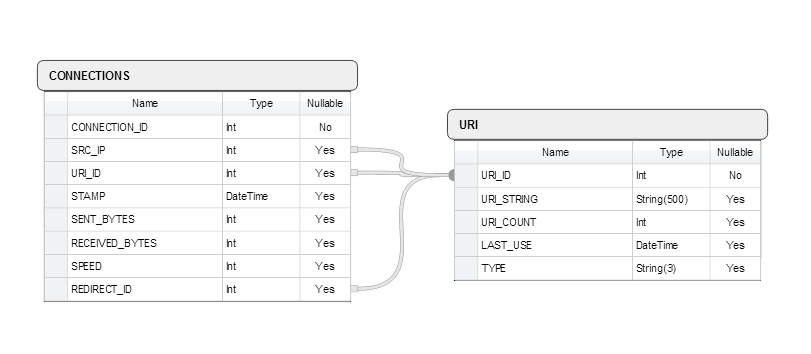 CONNECTIONS
Name Type Nullable
CONNECTION_ID Int No
SRC_IP Int Yes
URI_ID Int Yes
STAMP DateTime Yes
SENT_BYTES Int Yes
RECEIVED_BYTES Int Yes
SPEED Int Yes
REDIRECT_ID Int Yes
URI
Name Type Nullable
URI_ID Int No
URI_STRING String(500) Yes
URI_COUNT Int Yes
LAST_USE DateTime Yes
TYPE String(3) Yes